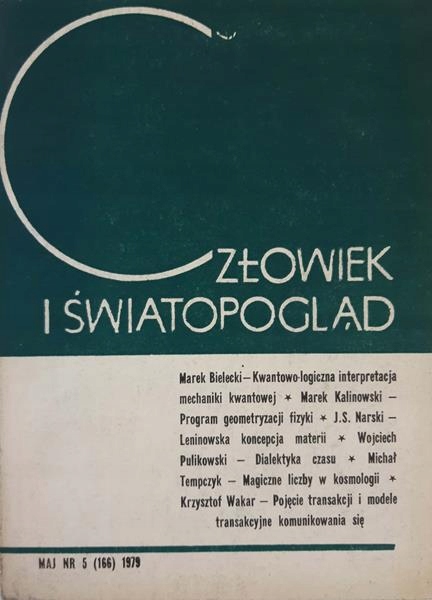 CZŁOWIEK
I ŚWIATOPOGLĄD
Marek Bielecki – Kwantowo-logiczna interpretacja
mechaniki kwantowej ★ Marek Kalinowski –
Program geometryzacji fizyki ★ J.S. Narski –
Leninowska koncepcja materii ★ Wojciech
Pulikowski – Dialektyka czasu ★ Michał
Tempczyk – Magiczne liczby w kosmologii ★
Krzysztof Wakar – Pojęcie transakcji i modele
transakcyjne komunikowania się
MAJ NR 5 (166) 1979